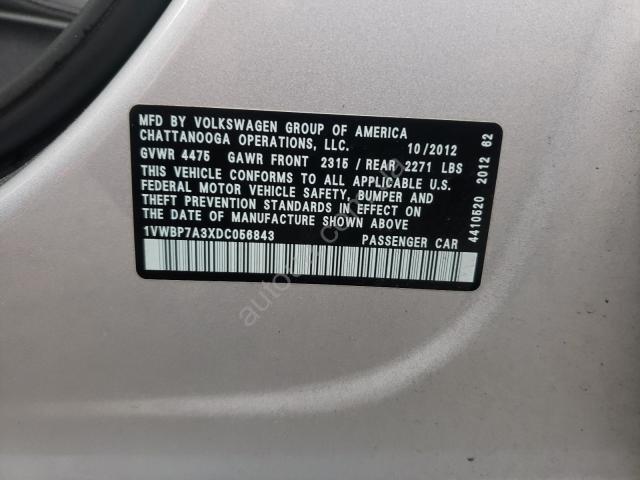 MFD BY VOLKSWAGEN GROUP OF AMERICA
CHATTANOOGA OPERATIONS, LLC. 10/2012
GVWR 4475 GAWR FRONT 2315 / REAR 2271 LBS
THIS VEHICLE CONFORMS TO ALL APPLICABLE U.S.
FEDERAL MOTOR VEHICLE SAFETY, BUMPER AND
THEFT PREVENTION STANDARDS IN EFFECT ON
THE DATE OF MANUFACTURE SHOWN ABOVE
1VWBP7A3XDC056843 PASSENGER CAR
4410520 2012 62